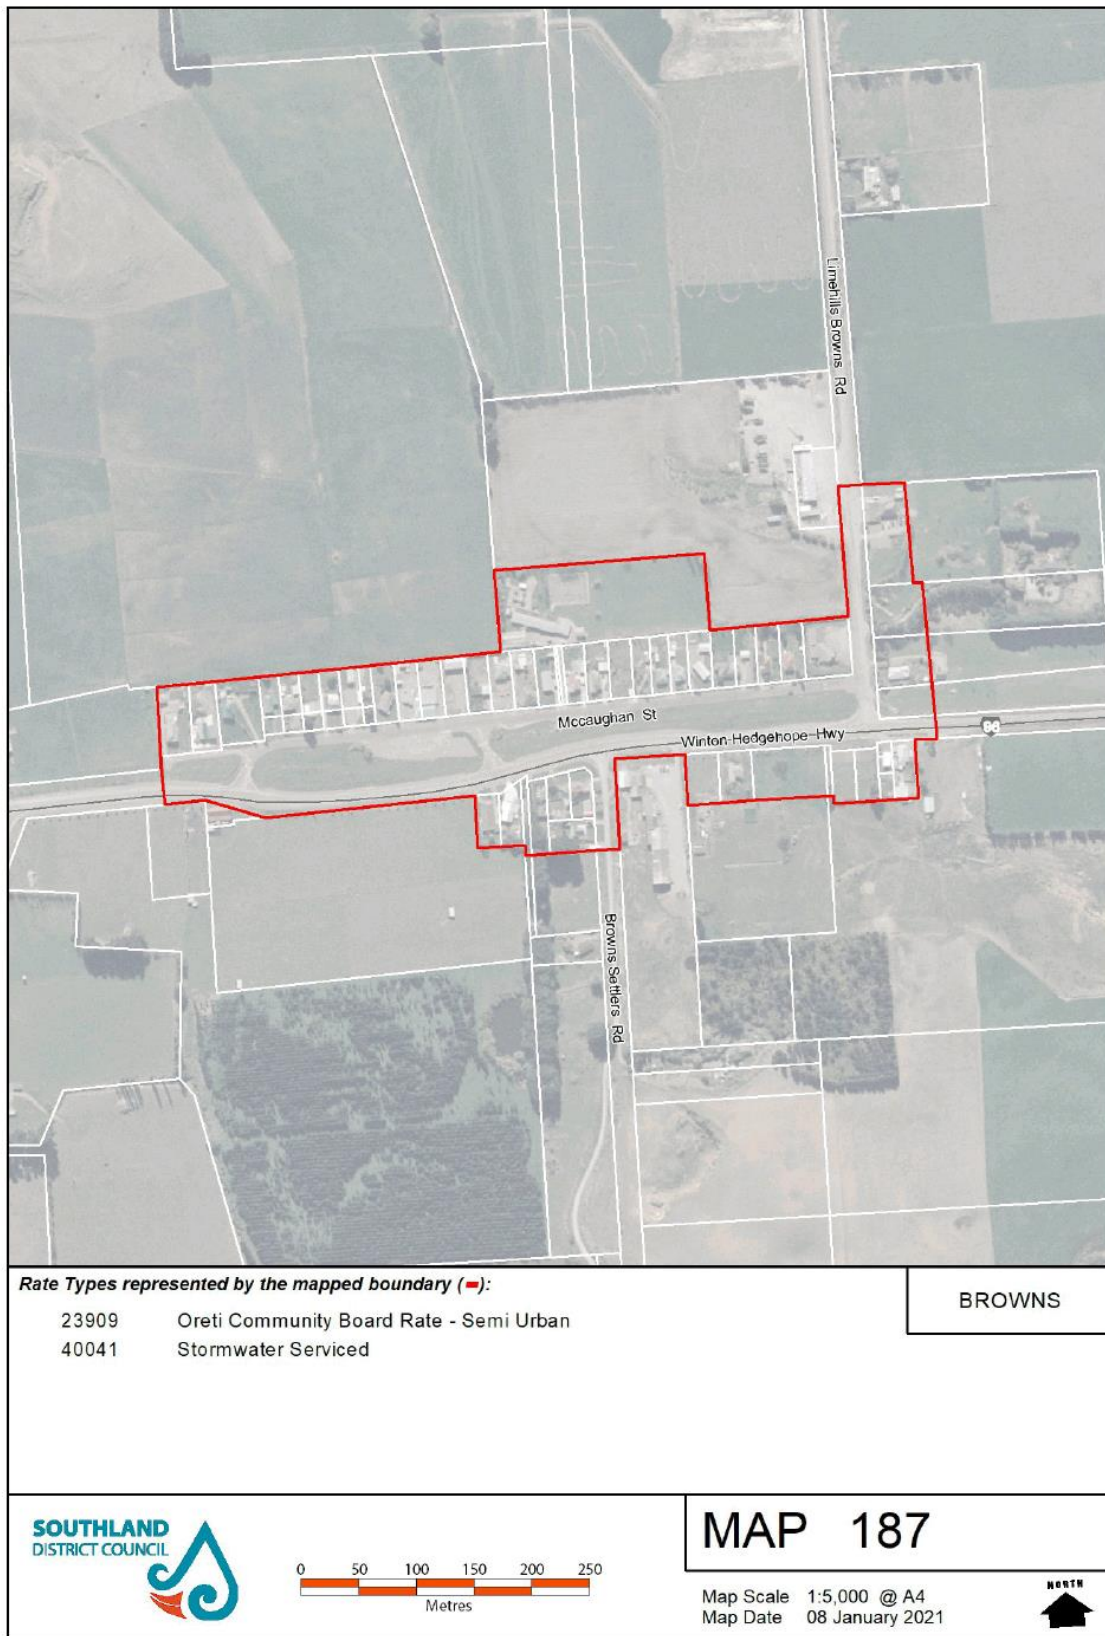 Limehills Browns Rd
Mccaughan St
Winton Hedgehope Hwy
96
Browns Settlers Rd
Rate Types represented by the mapped boundary (-):
23909 Oreti Community Board Rate - Semi Urban
40041 Stormwater Serviced
BROWNS
SOUTHLAND
DISTRICT COUNCIL
0 50 100 150 200 250
Metres
MAP 187
Map Scale 1:5,000 @ A4
Map Date 08 January 2021
NORTH